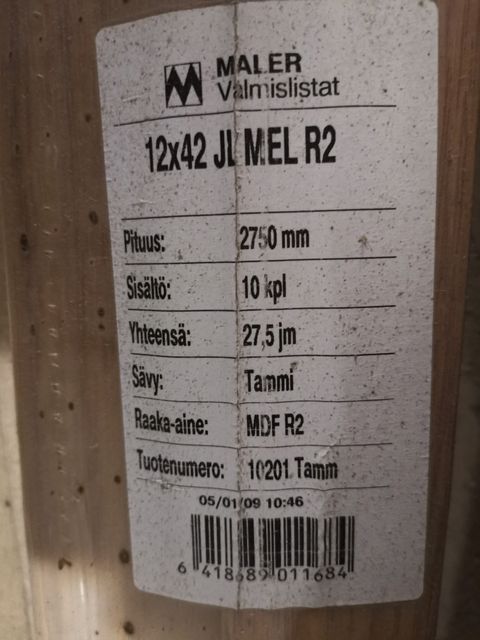 MALER
Valmislistat
12x42 JL MEL R2
Pituus: 2750 mm
Sisältö: 10 kpl
Yhteensä: 27,5 jm
Sävy: Tammi
Raaka-aine: MDF R2
Tuotenumero: 10201 Tamm
05/01/09 10:46
6 418689 011684